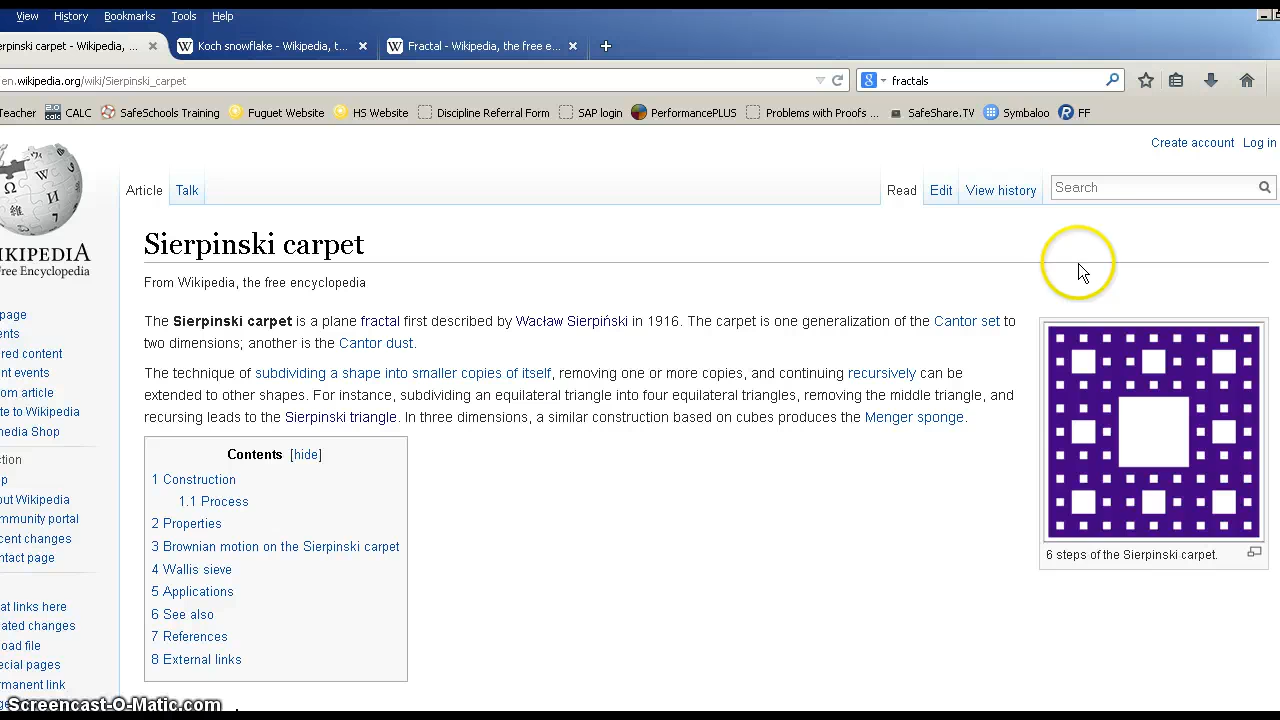 View History Bookmarks Tools Help
erpinski carpet - Wikipedia, ... Koch snowflake - Wikipedia, t... Fractal - Wikipedia, the free e...
en.wikipedia.org/wiki/Sierpinski_carpet fractals
Teacher CALC SafeSchools Training Fuguet Website HS Website Discipline Referral Form SAP login PerformancePLUS Problems with Proofs ... SafeShare.TV Symbaloo FF
Create account Log in
Article Talk Read Edit View history Search
Sierpinski carpet
IKIPEDIA
Free Encyclopedia
From Wikipedia, the free encyclopedia
The Sierpinski carpet is a plane fractal first described by Wacław Sierpiński in 1916. The carpet is one generalization of the Cantor set to
two dimensions; another is the Cantor dust.
The technique of subdividing a shape into smaller copies of itself, removing one or more copies, and continuing recursively can be
extended to other shapes. For instance, subdividing an equilateral triangle into four equilateral triangles, removing the middle triangle, and
recursing leads to the Sierpinski triangle. In three dimensions, a similar construction based on cubes produces the Menger sponge.
6 steps of the Sierpinski carpet.
Contents [hide]
1 Construction
1.1 Process
2 Properties
3 Brownian motion on the Sierpinski carpet
4 Wallis sieve
5 Applications
6 See also
7 References
8 External links
page
ents
red content
nt events
om article
te to Wikipedia
media Shop
ction
p
out Wikipedia
mmunity portal
cent changes
ntact page
at links here
ated changes
oad file
ecial pages
rmanent link
Screencast-O-Matic.com